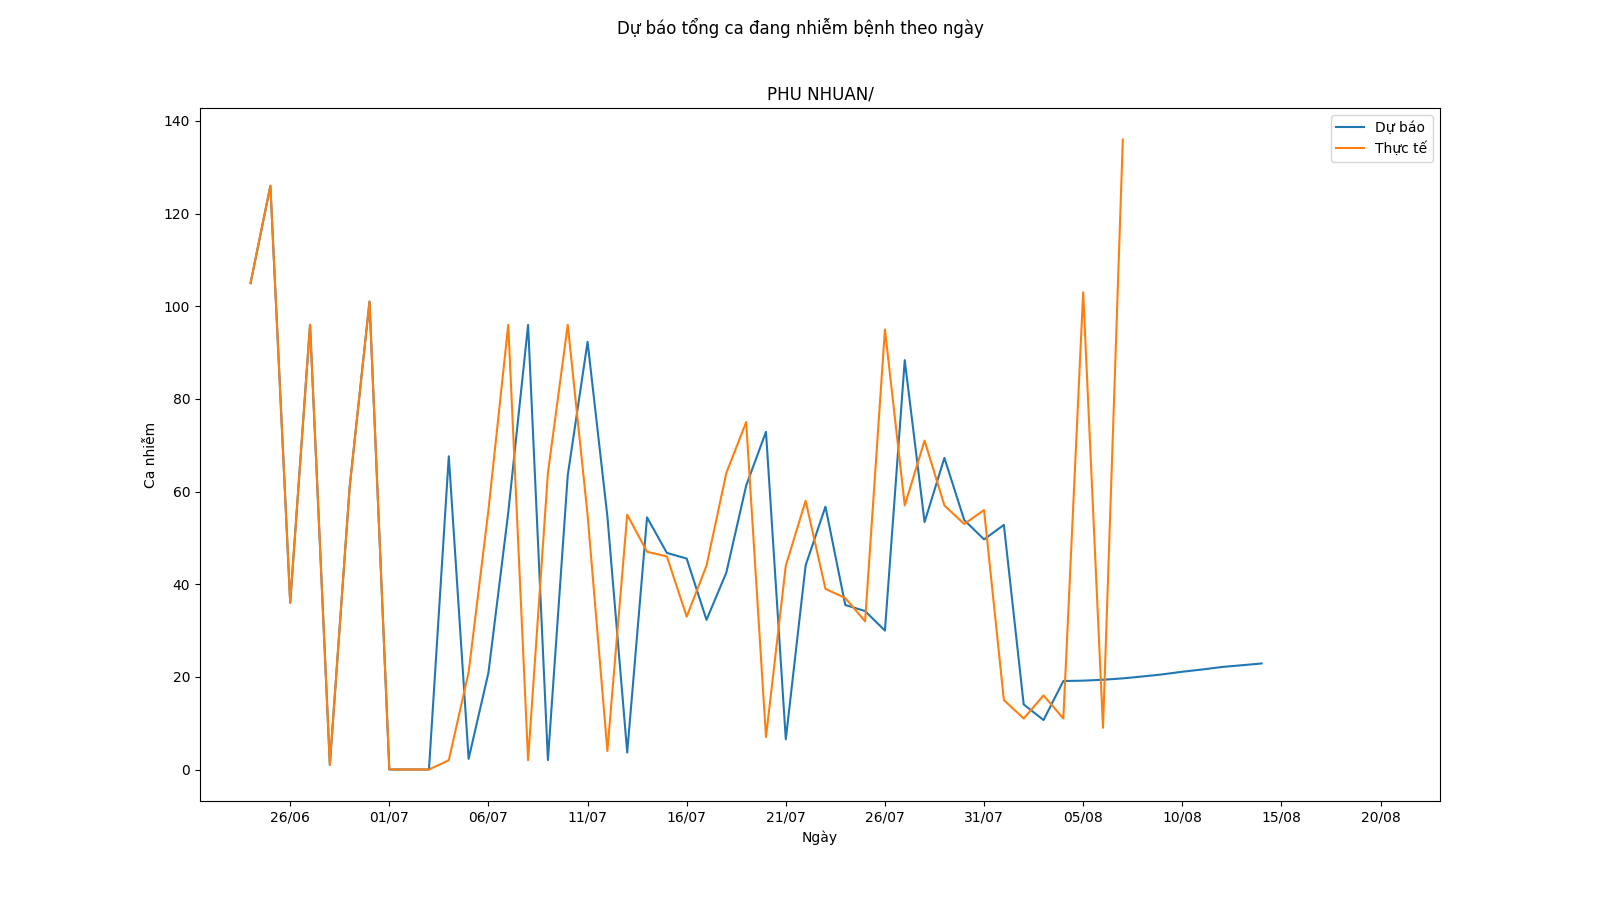 Dự báo tổng ca đang nhiễm bệnh theo ngày
PHU NHUAN/
Dự báo
Thực tế
140
120
100
80
60
40
20
0
Ca nhiễm
26/06 01/07 06/07 11/07 16/07 21/07 26/07 31/07 05/08 10/08 15/08 20/08
Ngày